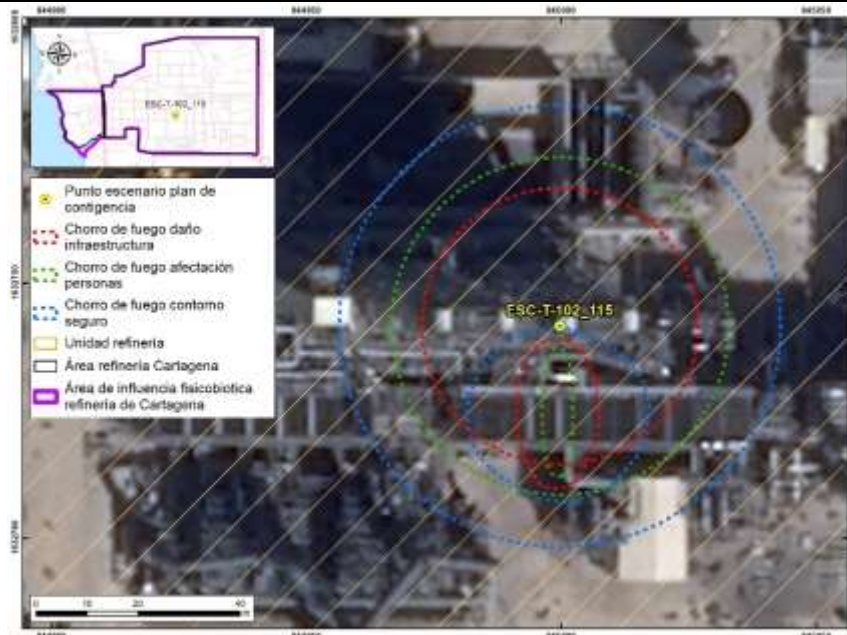 ESC-T-102_115
Punto escenario plan de
contigencia
Chorro de fuego daño
infraestructura
Chorro de fuego afectación
personas
Chorro de fuego contorno
seguro
Unidad refinería
Área refinería Cartagena
Área de influencia fisicobiotica
refinería de Cartagena
ESC-T-102_115
0 10 20 40